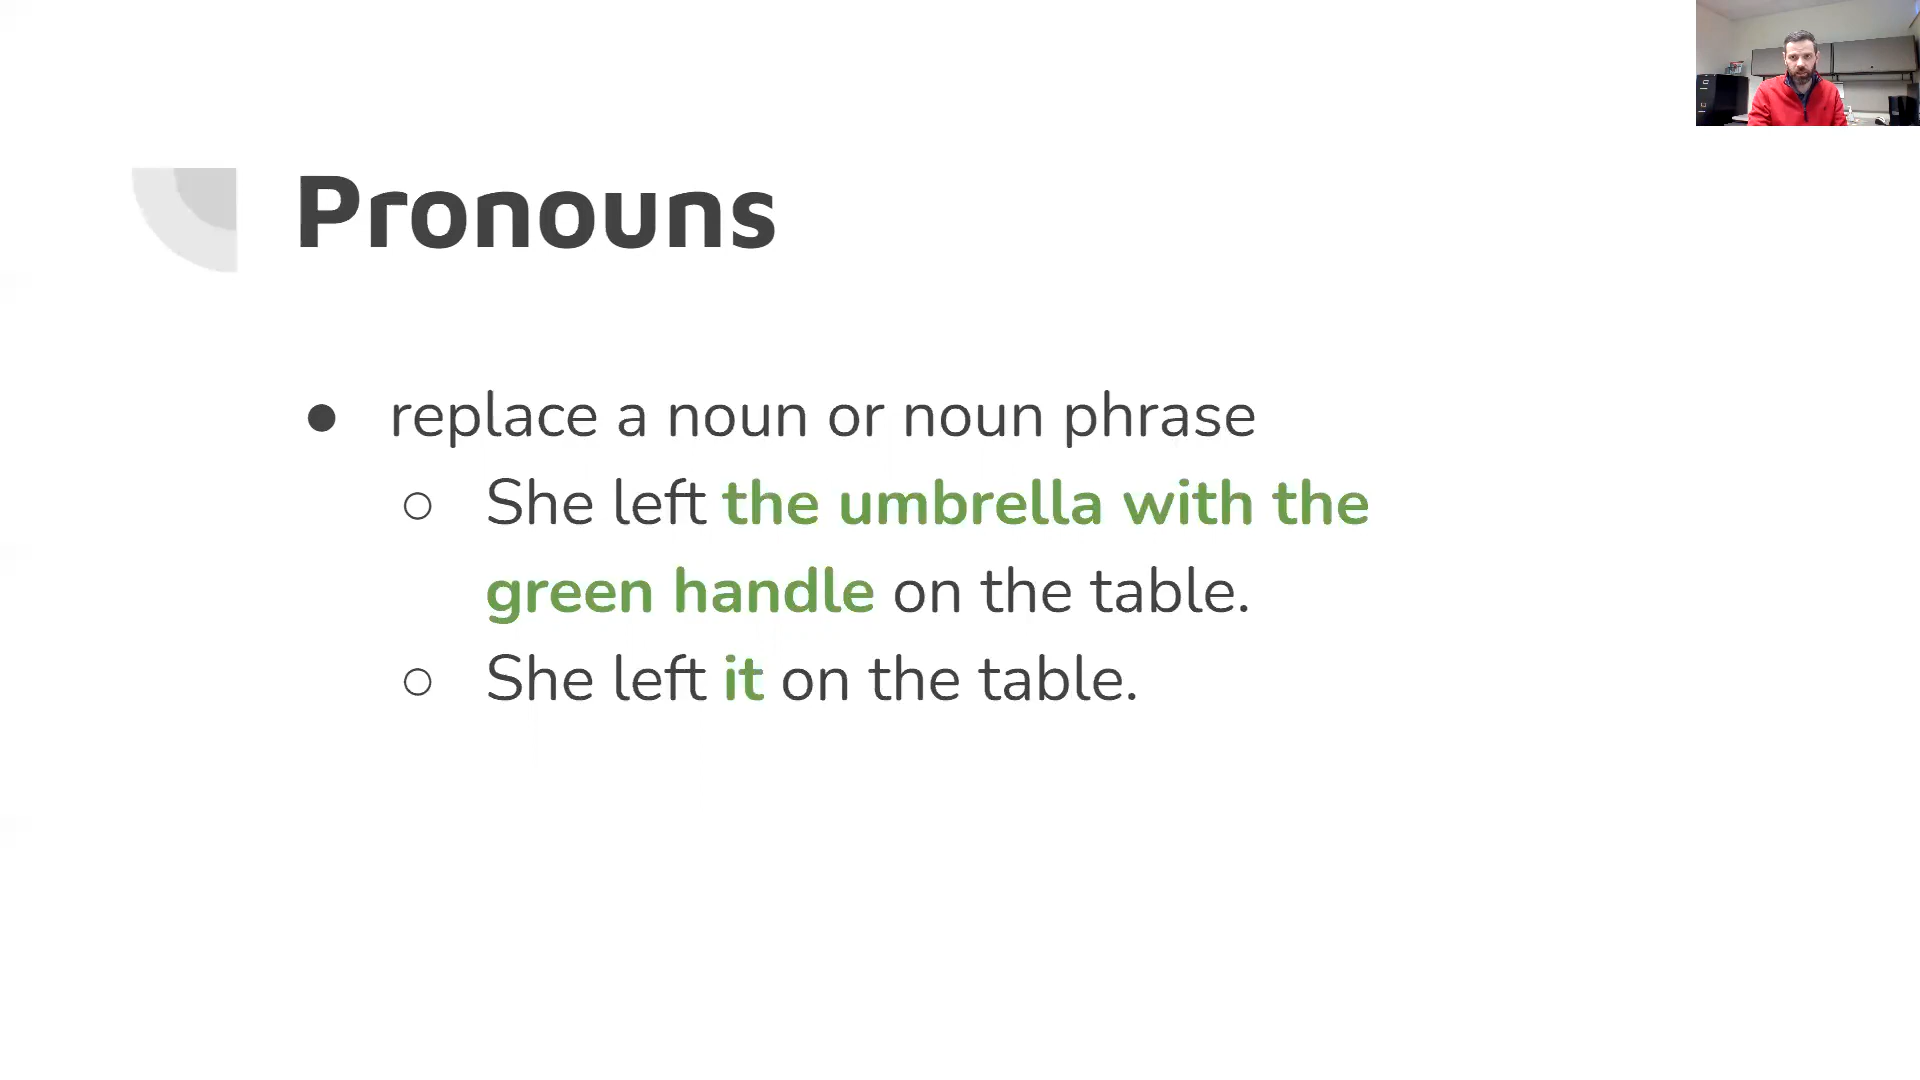 Pronouns
● replace a noun or noun phrase
○ She left the umbrella with the
green handle on the table.
○ She left it on the table.